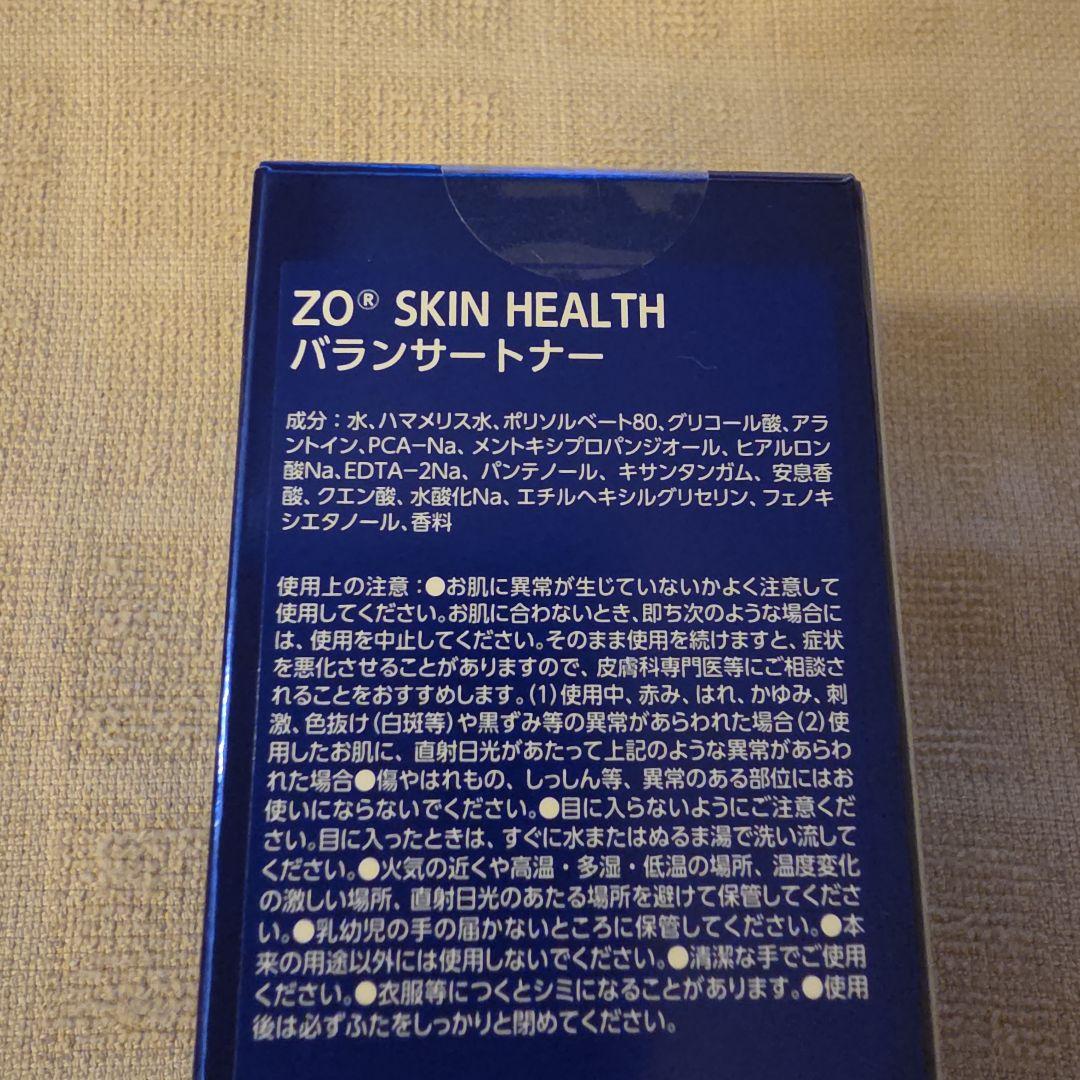 ZO® SKIN HEALTH
バランサートナー
成分：水、ハマメリス水、ポリソルベート80、グリコール酸、アラ
ントイン、PCA−Na、メントキシプロパンジオール、ヒアルロン
酸Na、EDTA−2Na、パンテノール、キサンタンガム、安息香
酸、クエン酸、水酸化Na、エチルヘキシルグリセリン、フェノキ
シエタノール、香料
使用上の注意：●お肌に異常が生じていないかよく注意して
使用してください。お肌に合わないとき、即ち次のような場合に
は、使用を中止してください。そのまま使用を続けますと、症状
を悪化させることがありますので、皮膚科専門医等にご相談さ
れることをおすすめします。（1）使用中、赤み、はれ、かゆみ、刺
激、色抜け（白斑等）や黒ずみ等の異常があらわれた場合（2）使
用したお肌に、直射日光があたって上記のような異常があらわ
れた場合●傷やはれもの、しっしん等、異常のある部位にはお
使いにならないでください。●目に入らないようにご注意くだ
さい。目に入ったときは、すぐに水またはぬるま湯で洗い流して
ください。●火気の近くや高温・多湿・低温の場所、温度変化
の激しい場所、直射日光のあたる場所を避けて保管してくださ
い。●乳幼児の手の届かないところに保管してください。●本
来の用途以外には使用しないでください。●清潔な手でご使用
ください。●衣服等につくとシミになることがあります。●使用
後は必ずふたをしっかりと閉めてください。